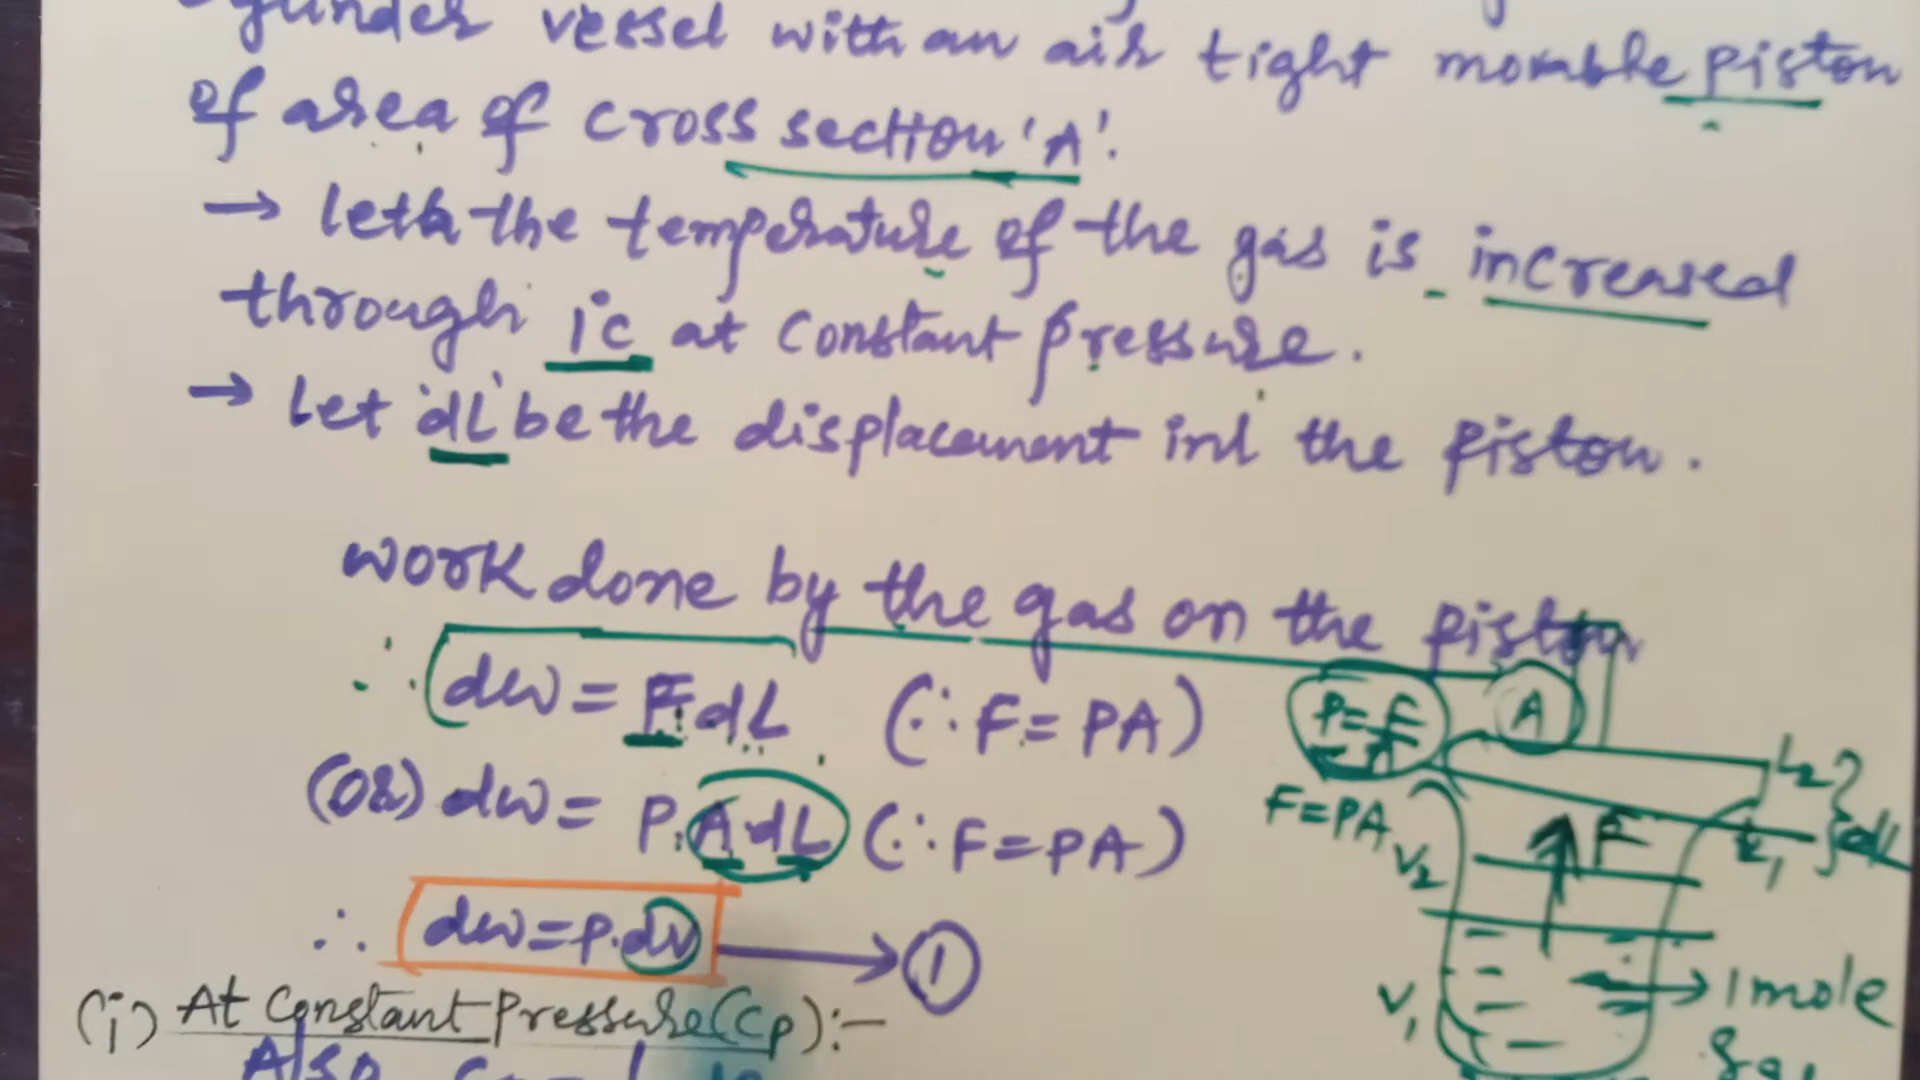 cylinder vessel with an air tight movable piston
of area of cross section 'A'.
→ let the temperature of the gas is increased
through 1°c at constant pressure.
→ let 'dL' be the displacement in the piston.
work done by the gas on the piston
∴ dw = FdL (∵ F = PA)
(OR) dw = P.AdL (∵ F = PA)
∴ dw = P.dv → 1
(i) At Constant Pressure (Cp):-
Also
P = F/A
A
F = PA
L2
L1
dL
F
V2
V1
→ 1 mole